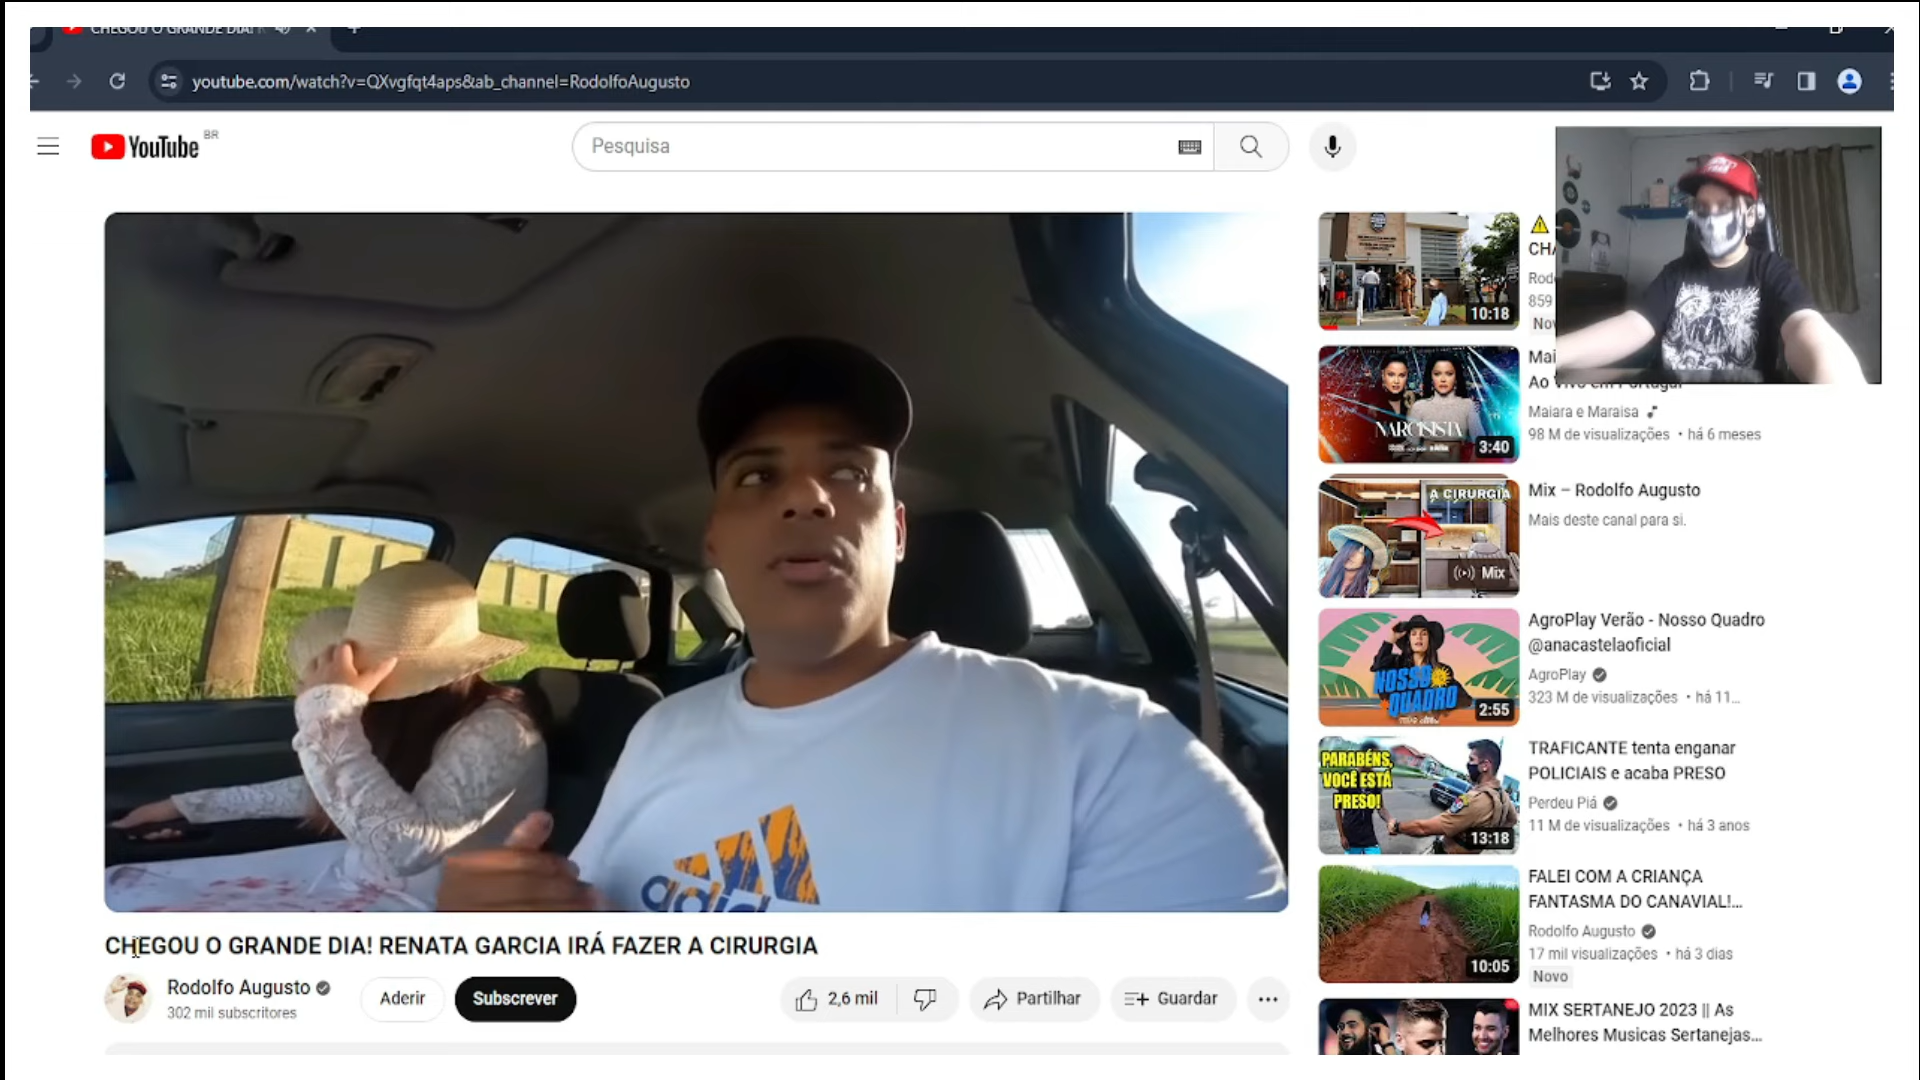 CHEGOU O GRANDE DIA!
youtube.com/watch?v=QXvgfqt4aps&ab_channel=RodolfoAugusto
YouTube BR
Pesquisa
adid
CHEGOU O GRANDE DIA! RENATA GARCIA IRÁ FAZER A CIRURGIA
Rodolfo Augusto
302 mil subscritores
Aderir
Subscrever
2,6 mil
Partilhar
Guardar
10:18
859
NARCISISTA
3:40
Maiara e Maraisa
98 M de visualizações • há 6 meses
A CIRURGIA
Mix
Mix – Rodolfo Augusto
Mais deste canal para si.
NOSSO
QUADRO
2:55
AgroPlay Verão - Nosso Quadro
@anacastelaoficial
AgroPlay
323 M de visualizações • há 11...
PARABÉNS,
VOCÊ ESTÁ
PRESO!
13:18
TRAFICANTE tenta enganar
POLICIAIS e acaba PRESO
Perdeu Piá
11 M de visualizações • há 3 anos
10:05
FALEI COM A CRIANÇA
FANTASMA DO CANAVIAL!...
Rodolfo Augusto
17 mil visualizações • há 3 dias
Novo
MIX SERTANEJO 2023 || As
Melhores Musicas Sertanejas...